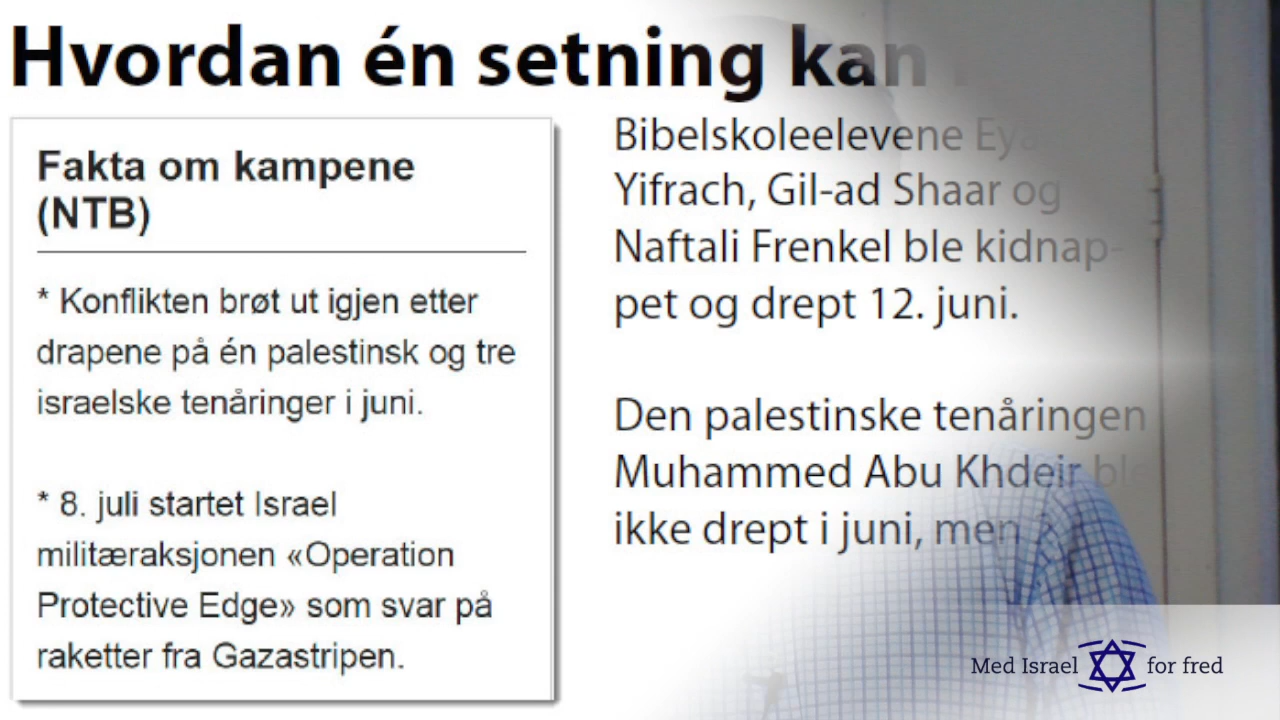 Hvordan én setning kan
Fakta om kampene
(NTB)
* Konflikten brøt ut igjen etter
drapene på én palestinsk og tre
israelske tenåringer i juni.
* 8. juli startet Israel
militæraksjonen «Operation
Protective Edge» som svar på
raketter fra Gazastripen.
Bibelskoleelevene
Yifrach, Gil-ad Shaar og
Naftali Frenkel ble kidnap-
pet og drept 12. juni.
Den palestinske tenåringen
Muhammed Abu Khdeir ble
ikke drept i juni, men
Med Israel for fred